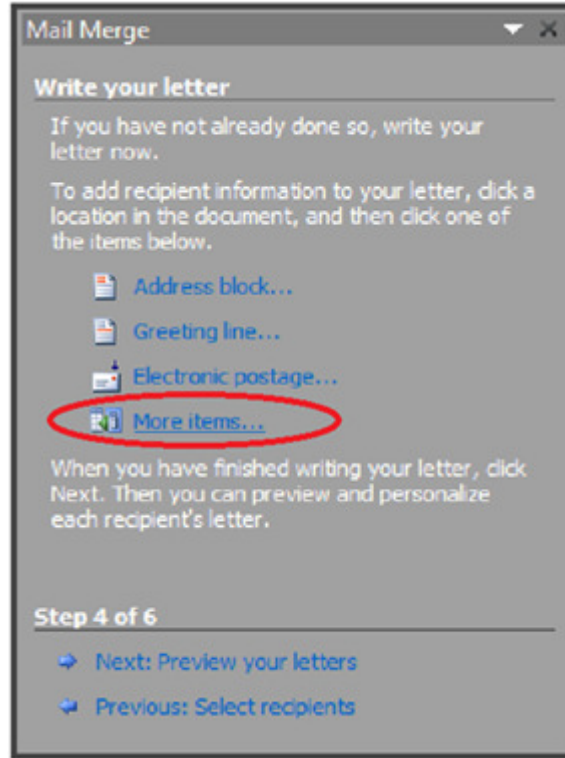 Mail Merge
Write your letter
If you have not already done so, write your
letter now.
To add recipient information to your letter, click a
location in the document, and then click one of
the items below.
Address block...
Greeting line...
Electronic postage...
More items...
When you have finished writing your letter, click
Next. Then you can preview and personalize
each recipient's letter.
Step 4 of 6
Next: Preview your letters
Previous: Select recipients